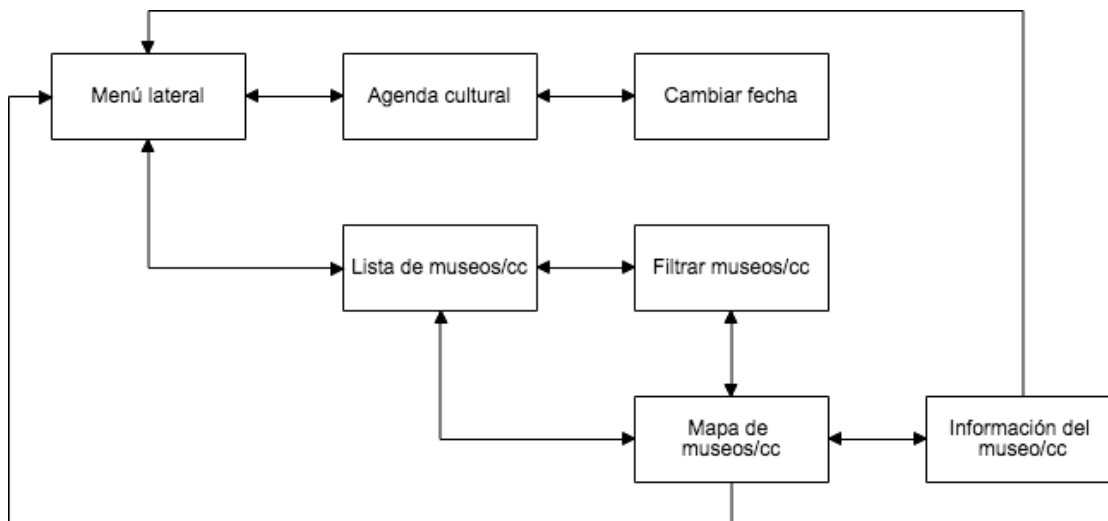 Menú lateral
Agenda cultural
Cambiar fecha
Lista de museos/cc
Filtrar museos/cc
Mapa de
museos/cc
Información del
museo/cc